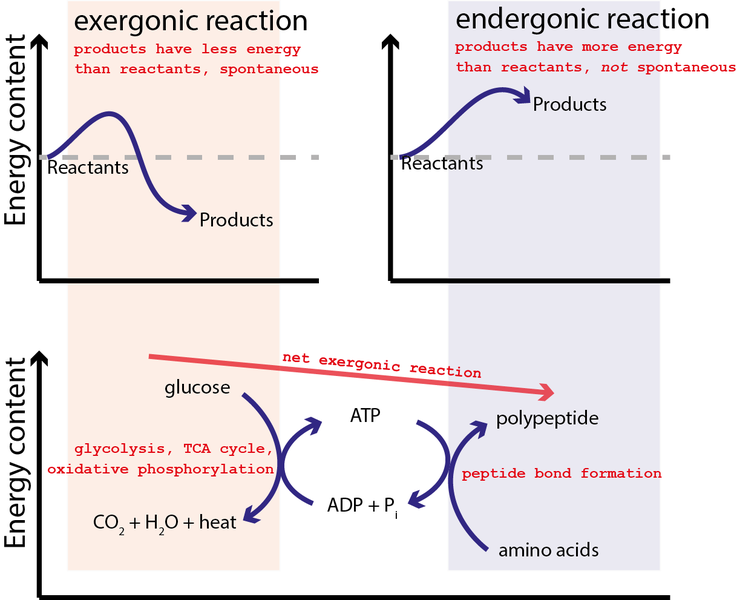 exergonic reaction
products have less energy
than reactants, spontaneous
Energy content
Reactants
Products
endergonic reaction
products have more energy
than reactants, not spontaneous
Reactants
Products
Energy content
net exergonic reaction
glucose
ATP
polypeptide
glycolysis, TCA cycle,
oxidative phosphorylation
peptide bond formation
CO₂ + H₂O + heat
ADP + Pᵢ
amino acids